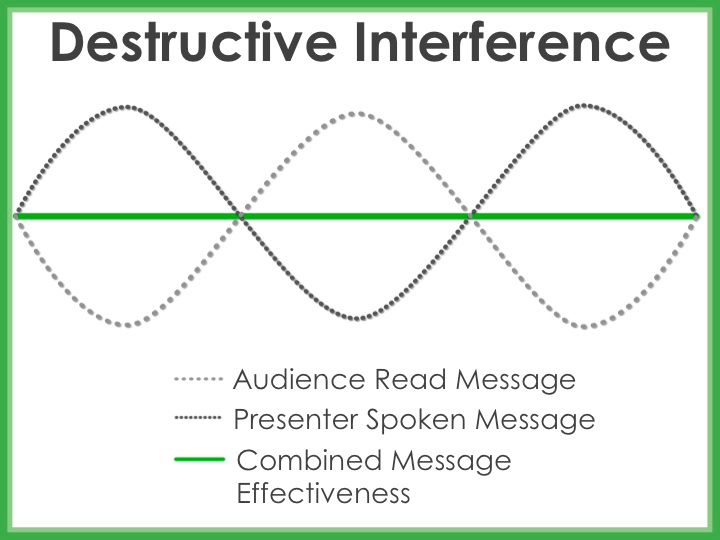 Destructive Interference
Audience Read Message
Presenter Spoken Message
Combined Message
Effectiveness